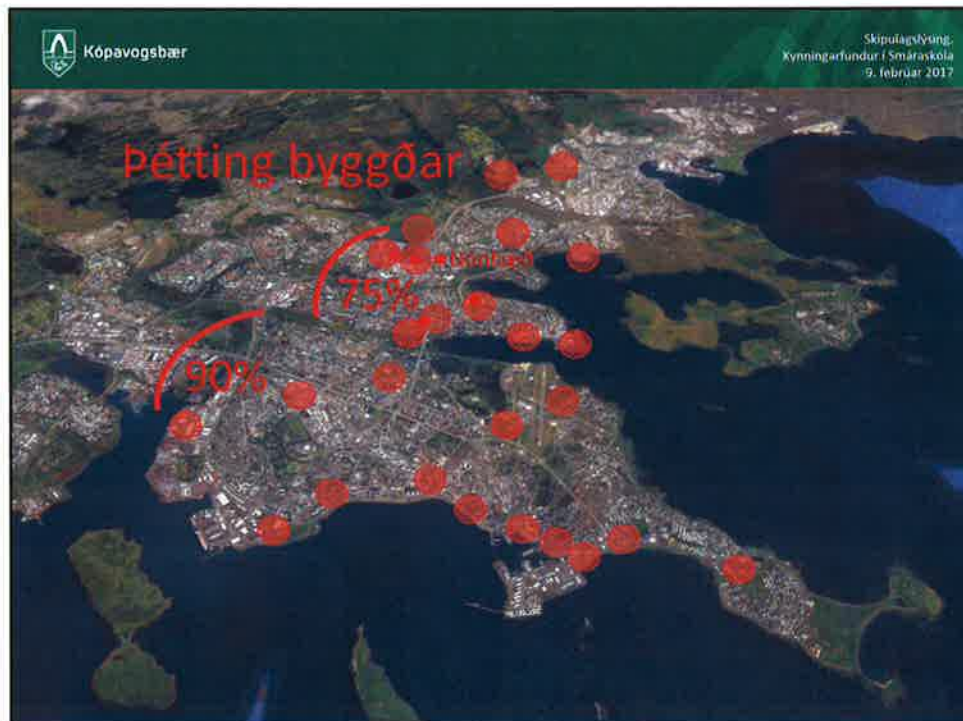 Kópavogsbær
Skipulagslýsing.
Kynningarfundur í Smáraskóla
9. febrúar 2017
Þétting byggðar
75%
90%